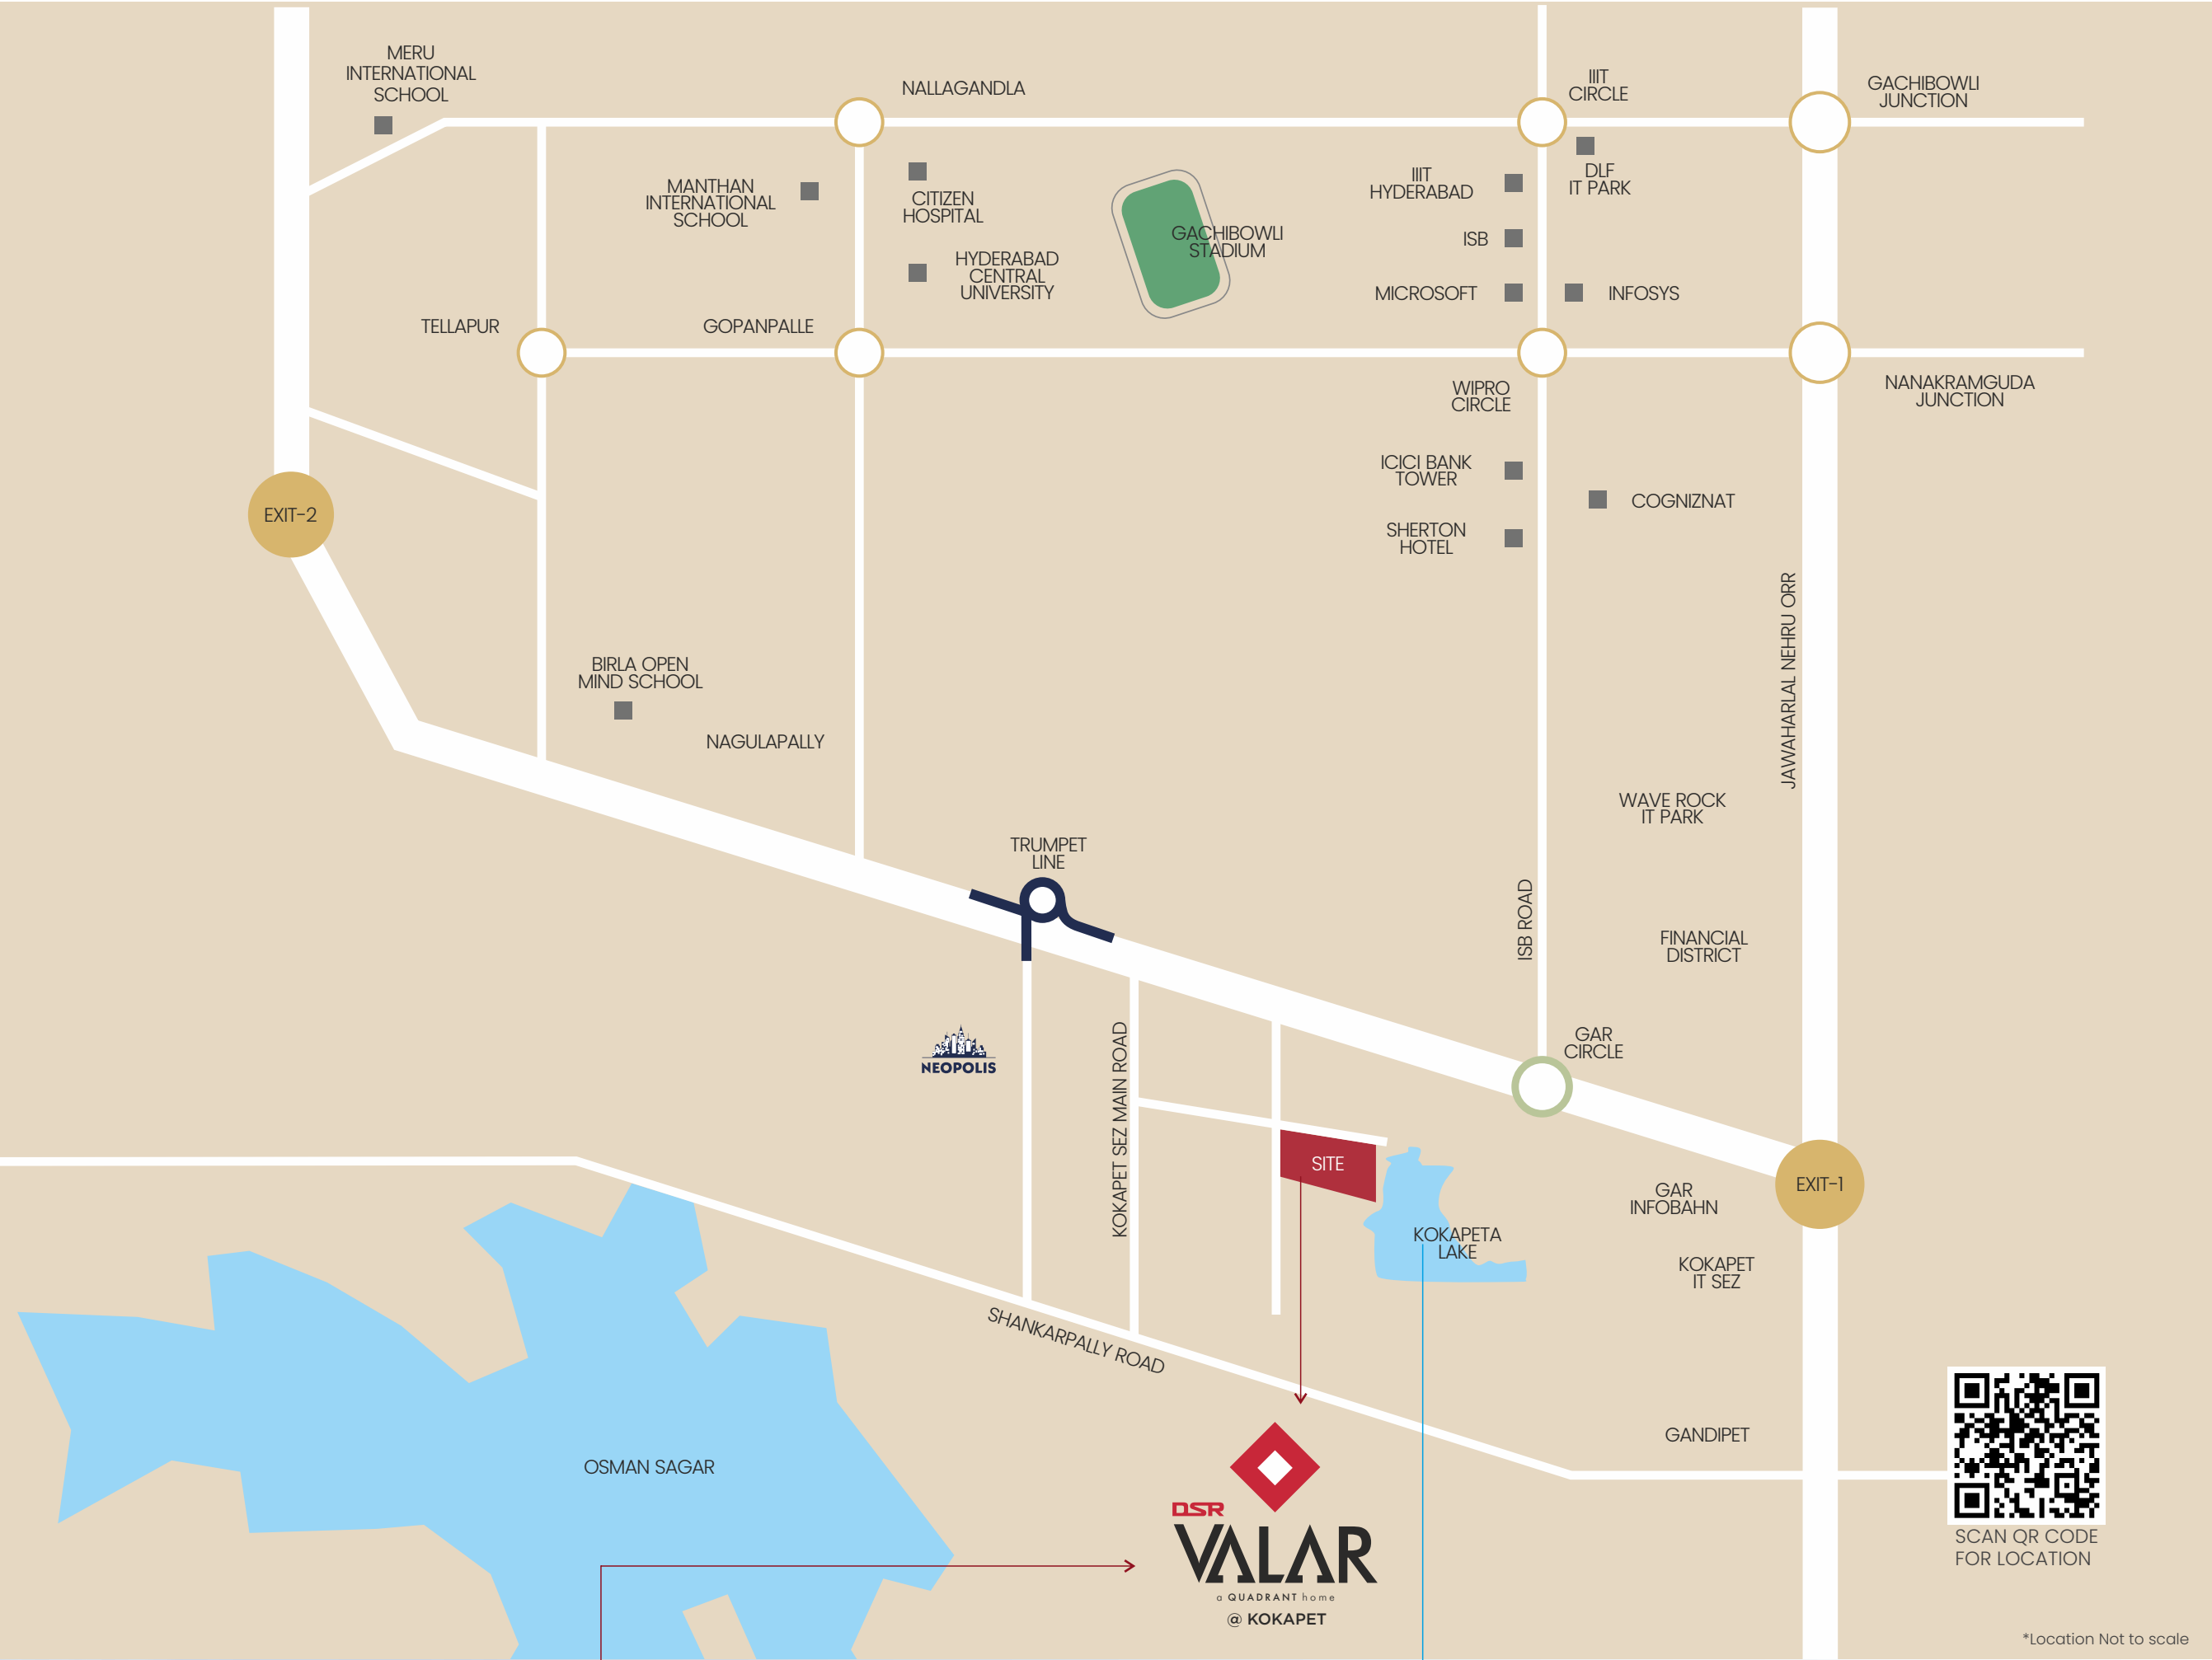 MERU
INTERNATIONAL
SCHOOL
NALLAGANDLA
IIIT
CIRCLE
GACHIBOWLI
JUNCTION
MANTHAN
INTERNATIONAL
SCHOOL
CITIZEN
HOSPITAL
HYDERABAD
CENTRAL
UNIVERSITY
GACHIBOWLI
STADIUM
IIIT
HYDERABAD
DLF
IT PARK
ISB
MICROSOFT
INFOSYS
TELLAPUR
GOPANPALLE
WIPRO
CIRCLE
NANAKRAMGUDA
JUNCTION
ICICI BANK
TOWER
COGNIZNAT
SHERTON
HOTEL
EXIT-2
JAWAHARLAL NEHRU ORR
BIRLA OPEN
MIND SCHOOL
NAGULAPALLY
WAVE ROCK
IT PARK
TRUMPET
LINE
ISB ROAD
FINANCIAL
DISTRICT
NEOPOLIS
KOKAPET SEZ MAIN ROAD
GAR
CIRCLE
SITE
EXIT-1
GAR
INFOBAHN
KOKAPETA
LAKE
KOKAPET
IT SEZ
SHANKARPALLY ROAD
GANDIPET
OSMAN SAGAR
DSR
VALAR
a QUADRANT home
@ KOKAPET
SCAN QR CODE
FOR LOCATION
*Location Not to scale